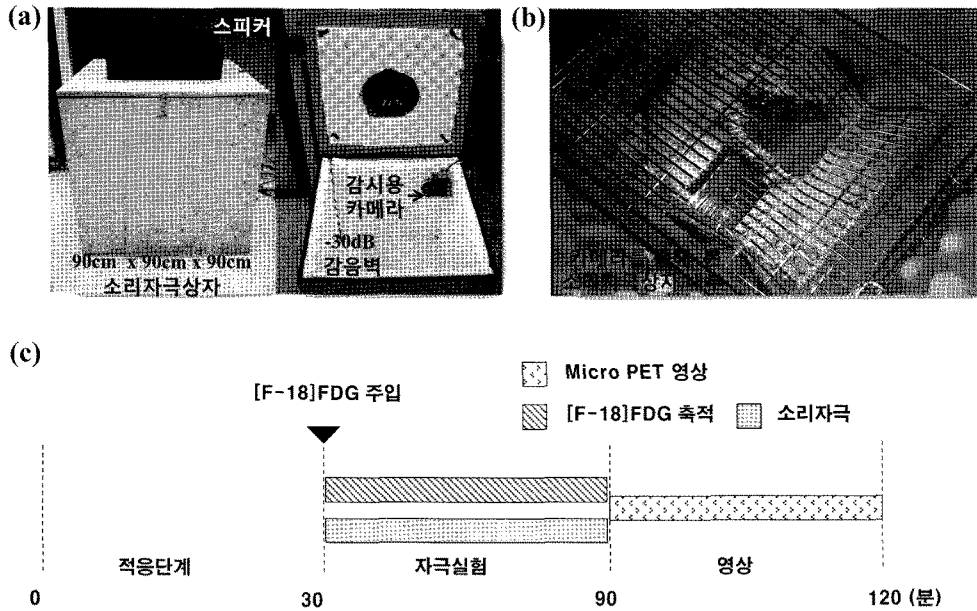 (a)
스피커
감시용
카메라
-30dB
감음벽
90cm x 90cm x 90cm
소리자극상자
(b)
(c)
[F-18]FDG 주입
Micro PET 영상
[F-18]FDG 축적
소리자극
적응단계
자극실험
영상
0
30
90
120 (분)